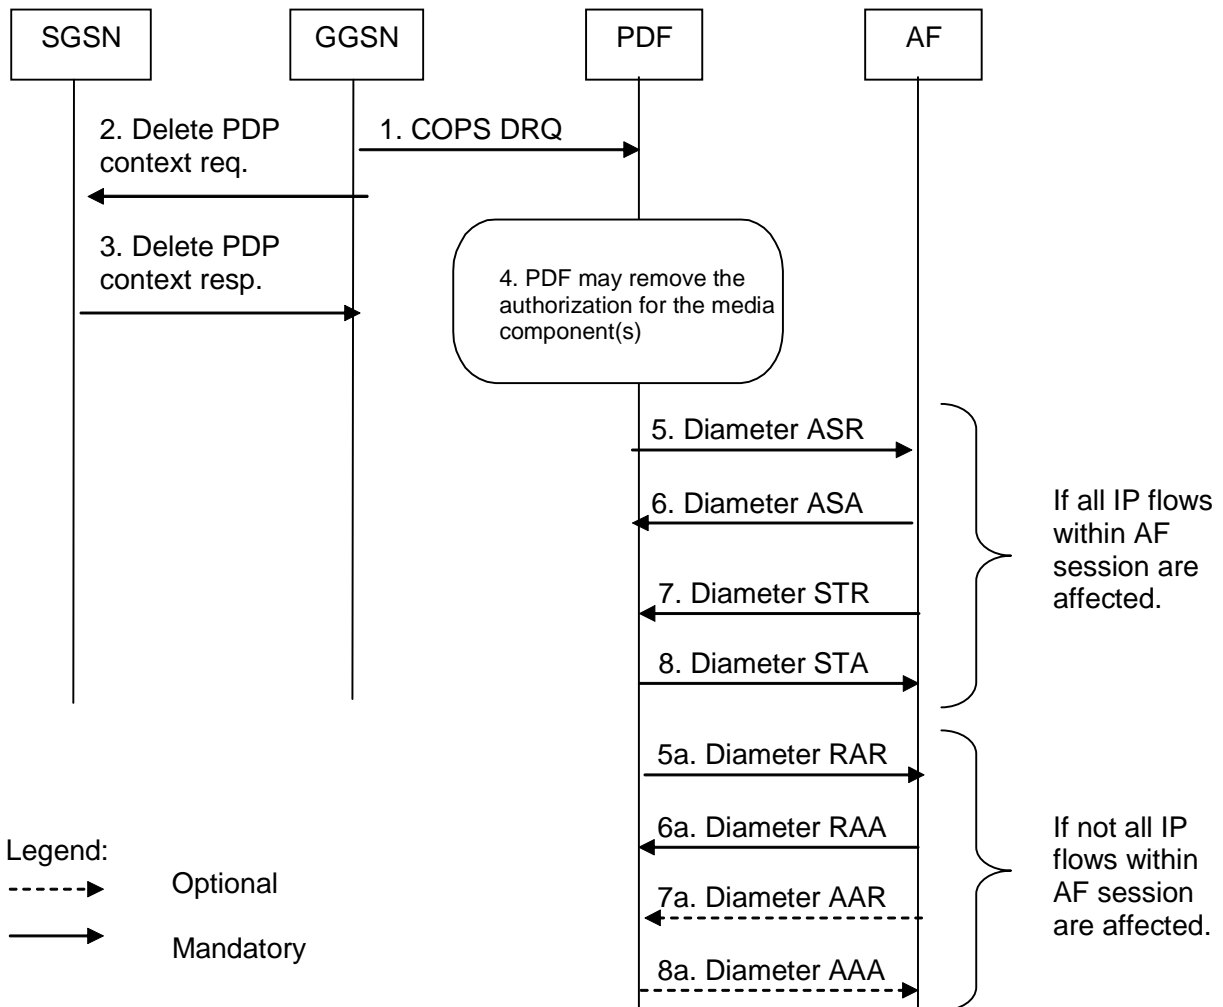 SGSN
GGSN
PDF
AF
2. Delete PDP
context req.
1. COPS DRQ
3. Delete PDP
context resp.
4. PDF may remove the
authorization for the media
component(s)
5. Diameter ASR
6. Diameter ASA
7. Diameter STR
8. Diameter STA
If all IP flows
within AF
session are
affected.
5a. Diameter RAR
6a. Diameter RAA
7a. Diameter AAR
8a. Diameter AAA
If not all IP
flows within
AF session
are affected.
Legend:
Optional
Mandatory